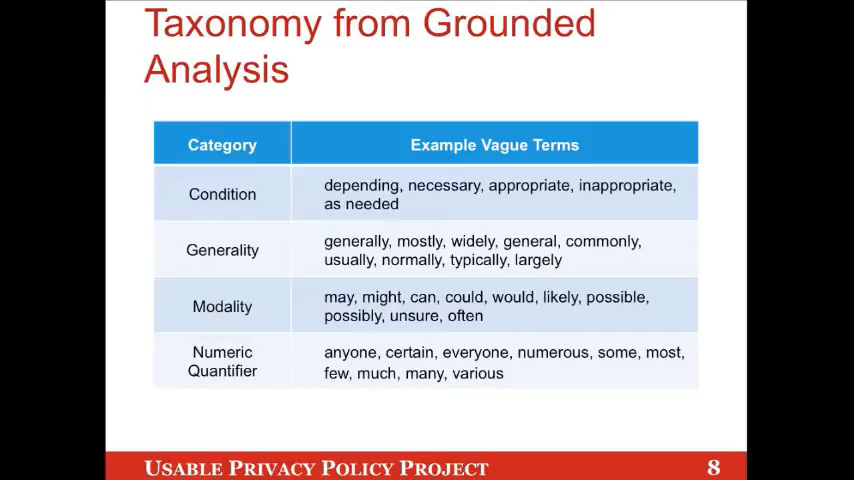 Taxonomy from Grounded
Analysis
Category
Example Vague Terms
Condition
depending, necessary, appropriate, inappropriate,
as needed
Generality
generally, mostly, widely, general, commonly,
usually, normally, typically, largely
Modality
may, might, can, could, would, likely, possible,
possibly, unsure, often
Numeric
Quantifier
anyone, certain, everyone, numerous, some, most,
few, much, many, various
USABLE PRIVACY POLICY PROJECT
8